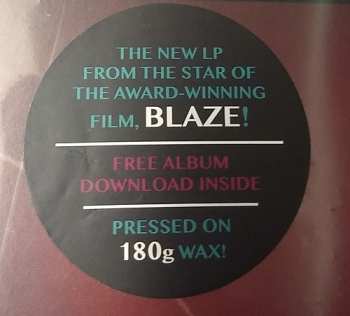 THE NEW LP
FROM THE STAR OF
THE AWARD-WINNING
FILM, BLAZE!
FREE ALBUM
DOWNLOAD INSIDE
PRESSED ON
180g WAX!